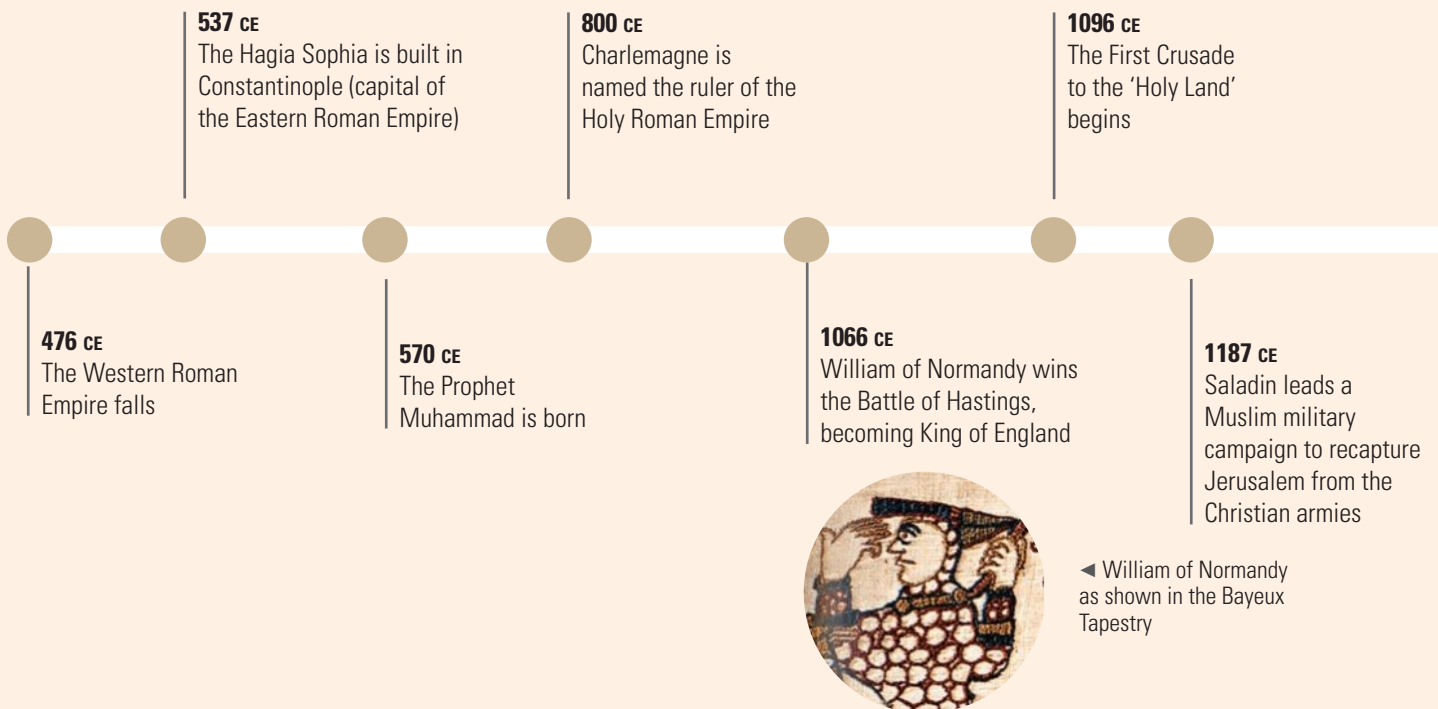 537 CE
The Hagia Sophia is built in
Constantinople (capital of
the Eastern Roman Empire)
800 CE
Charlemagne is
named the ruler of the
Holy Roman Empire
1096 CE
The First Crusade
to the ‘Holy Land’
begins
476 CE
The Western Roman
Empire falls
570 CE
The Prophet
Muhammad is born
1066 CE
William of Normandy wins
the Battle of Hastings,
becoming King of England
1187 CE
Saladin leads a
Muslim military
campaign to recapture
Jerusalem from the
Christian armies
◄ William of Normandy
as shown in the Bayeux
Tapestry